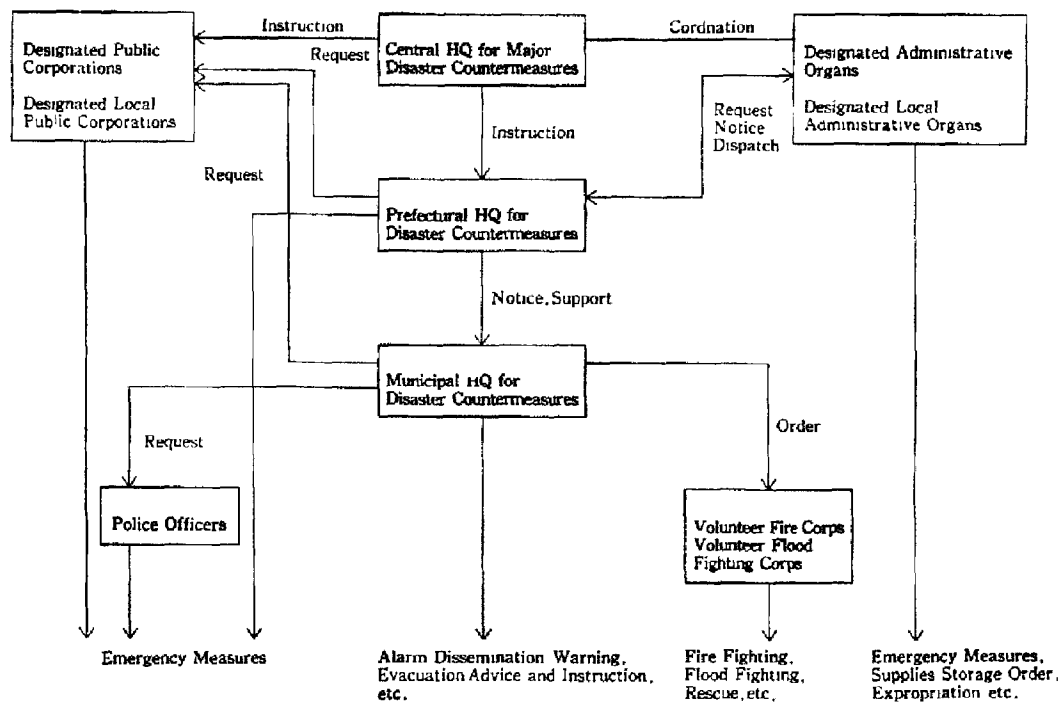 Instruction
Cordnation
Designated Public
Corporations
Designated Local
Public Corporations
Request
Central HQ for Major
Disaster Countermeasures
Designated Administrative
Organs
Designated Local
Administrative Organs
Request
Notice
Dispatch
Instruction
Request
Prefectural HQ for
Disaster Countermeasures
Notice, Support
Municipal HQ for
Disaster Countermeasures
Request
Order
Police Officers
Volunteer Fire Corps
Volunteer Flood
Fighting Corps
Emergency Measures
Alarm Dissemination Warning,
Evacuation Advice and Instruction,
etc.
Fire Fighting,
Flood Fighting,
Rescue, etc.
Emergency Measures,
Supplies Storage Order,
Expropriation etc.